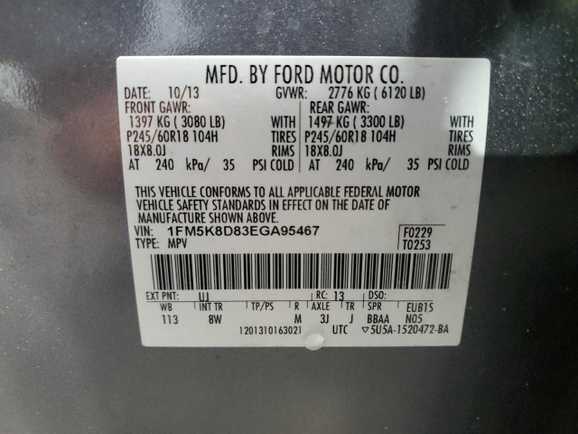 MFD. BY FORD MOTOR CO.
DATE: 10/13 GVWR: 2776 KG ( 6120 LB)
FRONT GAWR: REAR GAWR:
1397 KG ( 3080 LB) WITH 1497 KG ( 3300 LB) WITH
P245/60R18 104H TIRES P245/60R18 104H TIRES
18X8.0J RIMS 18X8.0J RIMS
AT 240 kPa/ 35 PSI COLD AT 240 kPa/ 35 PSI COLD
THIS VEHICLE CONFORMS TO ALL APPLICABLE FEDERAL MOTOR
VEHICLE SAFETY STANDARDS IN EFFECT ON THE DATE OF
MANUFACTURE SHOWN ABOVE.
VIN: 1FM5K8D83EGA95467 F0229
TYPE: MPV T0253
EXT PNT: UJ RC: 13 DSO:
WB INT TR TP/PS R AXLE TR SPR EUB15
113 8W M 3J J BBAA N05
1201310163021 UTC ▽5U5A-1520472-BA